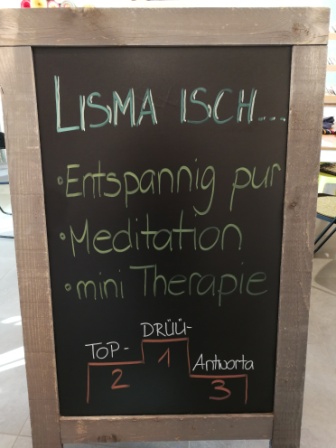 LISMA ISCH...
• Entspannig pur
• Meditation
• mini Therapie
TOP- DRÜÜ- Antworta
2 1 3